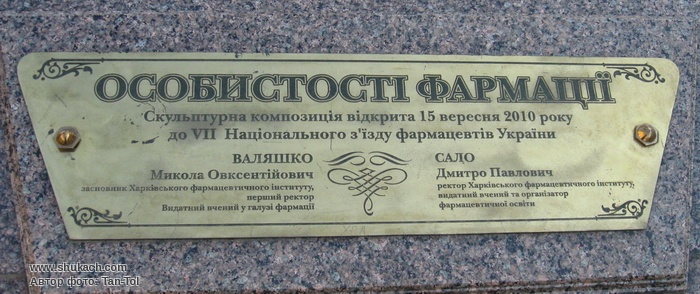 ОСОБИСТОСТІ ФАРМАЦІЇ
Скульптурна композиція відкрита 15 вересня 2010 року
до VII Національного з'їзду фармацевтів України
ВАЛЯШКО
Микола Овксентійович
засновник Харківського фармацевтичного інституту,
перший ректор
Видатний вчений у галузі фармації
САЛО
Дмитро Павлович
ректор Харківського фармацевтичного інституту,
видатний вчений та організатор
фармацевтичної освіти
www.shukach.com
Автор фото: Tan-Tol